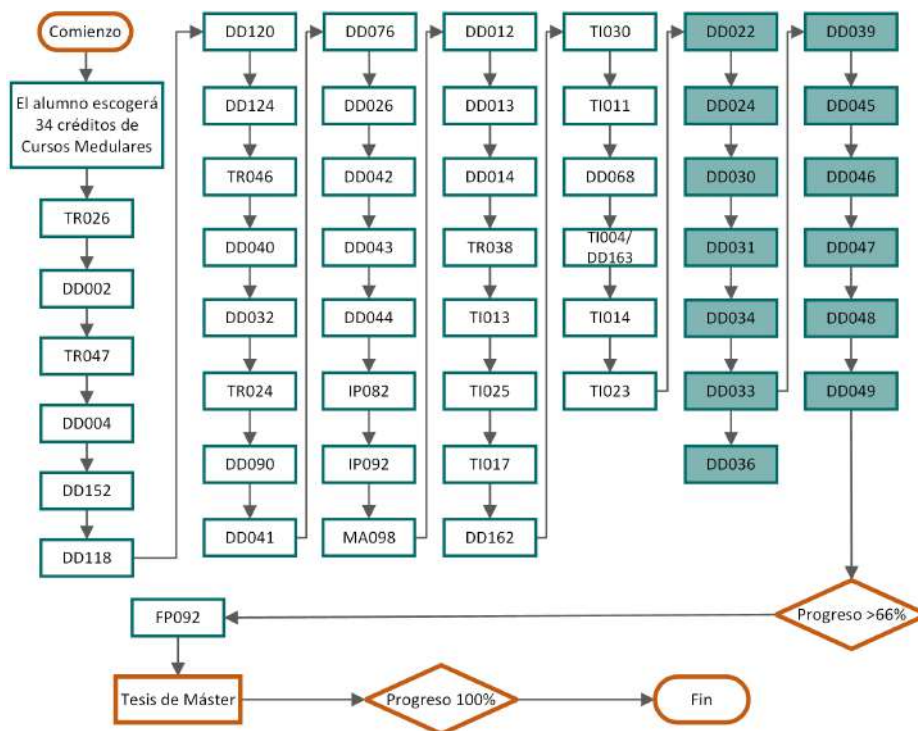 Comienzo
El alumno escogerá
34 créditos de
Cursos Medulares
TR026
DD002
TR047
DD004
DD152
DD118
DD120
DD124
TR046
DD040
DD032
TR024
DD090
DD041
DD076
DD026
DD042
DD043
DD044
IP082
IP092
MA098
DD012
DD013
DD014
TR038
TI013
TI025
TI017
DD162
TI030
TI011
DD068
TI004/
DD163
TI014
TI023
DD022
DD024
DD030
DD031
DD034
DD033
DD036
DD039
DD045
DD046
DD047
DD048
DD049
Progreso >66%
FP092
Tesis de Máster
Progreso 100%
Fin